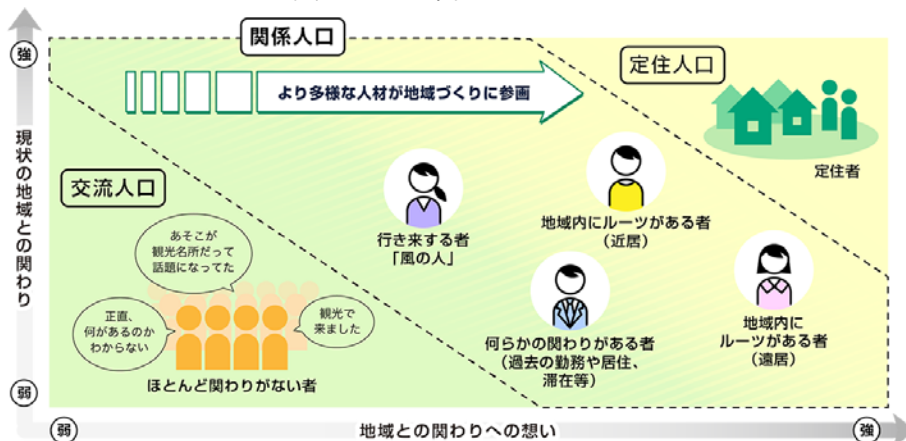 関係人口
強
定住人口
より多様な人材が地域づくりに参画
現状の地域との関わり
定住者
交流人口
あそこが
観光名所だって
話題になってた
行き来する者
「風の人」
地域内にルーツがある者
（近居）
正直、
何があるのか
わからない
観光で
来ました
何らかの関わりがある者
（過去の勤務や居住、
滞在等）
地域内に
ルーツがある者
（遠居）
ほとんど関わりがない者
弱
弱
地域との関わりへの想い
強